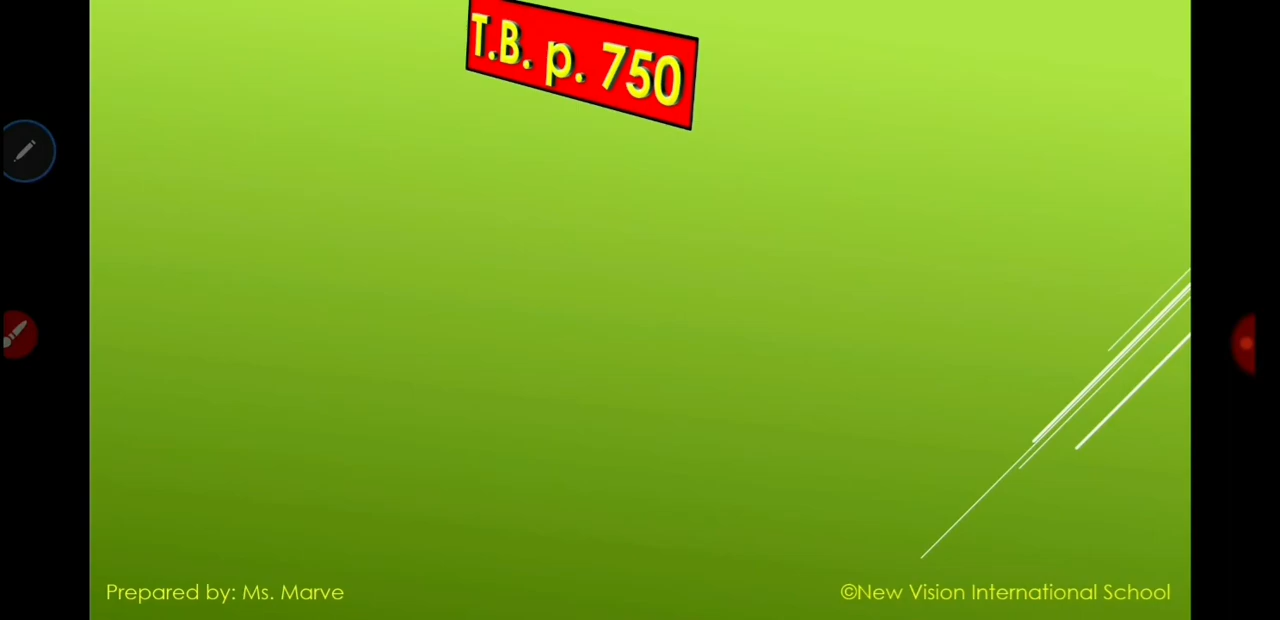 T.B. p. 750
Prepared by: Ms. Marve
©New Vision International School